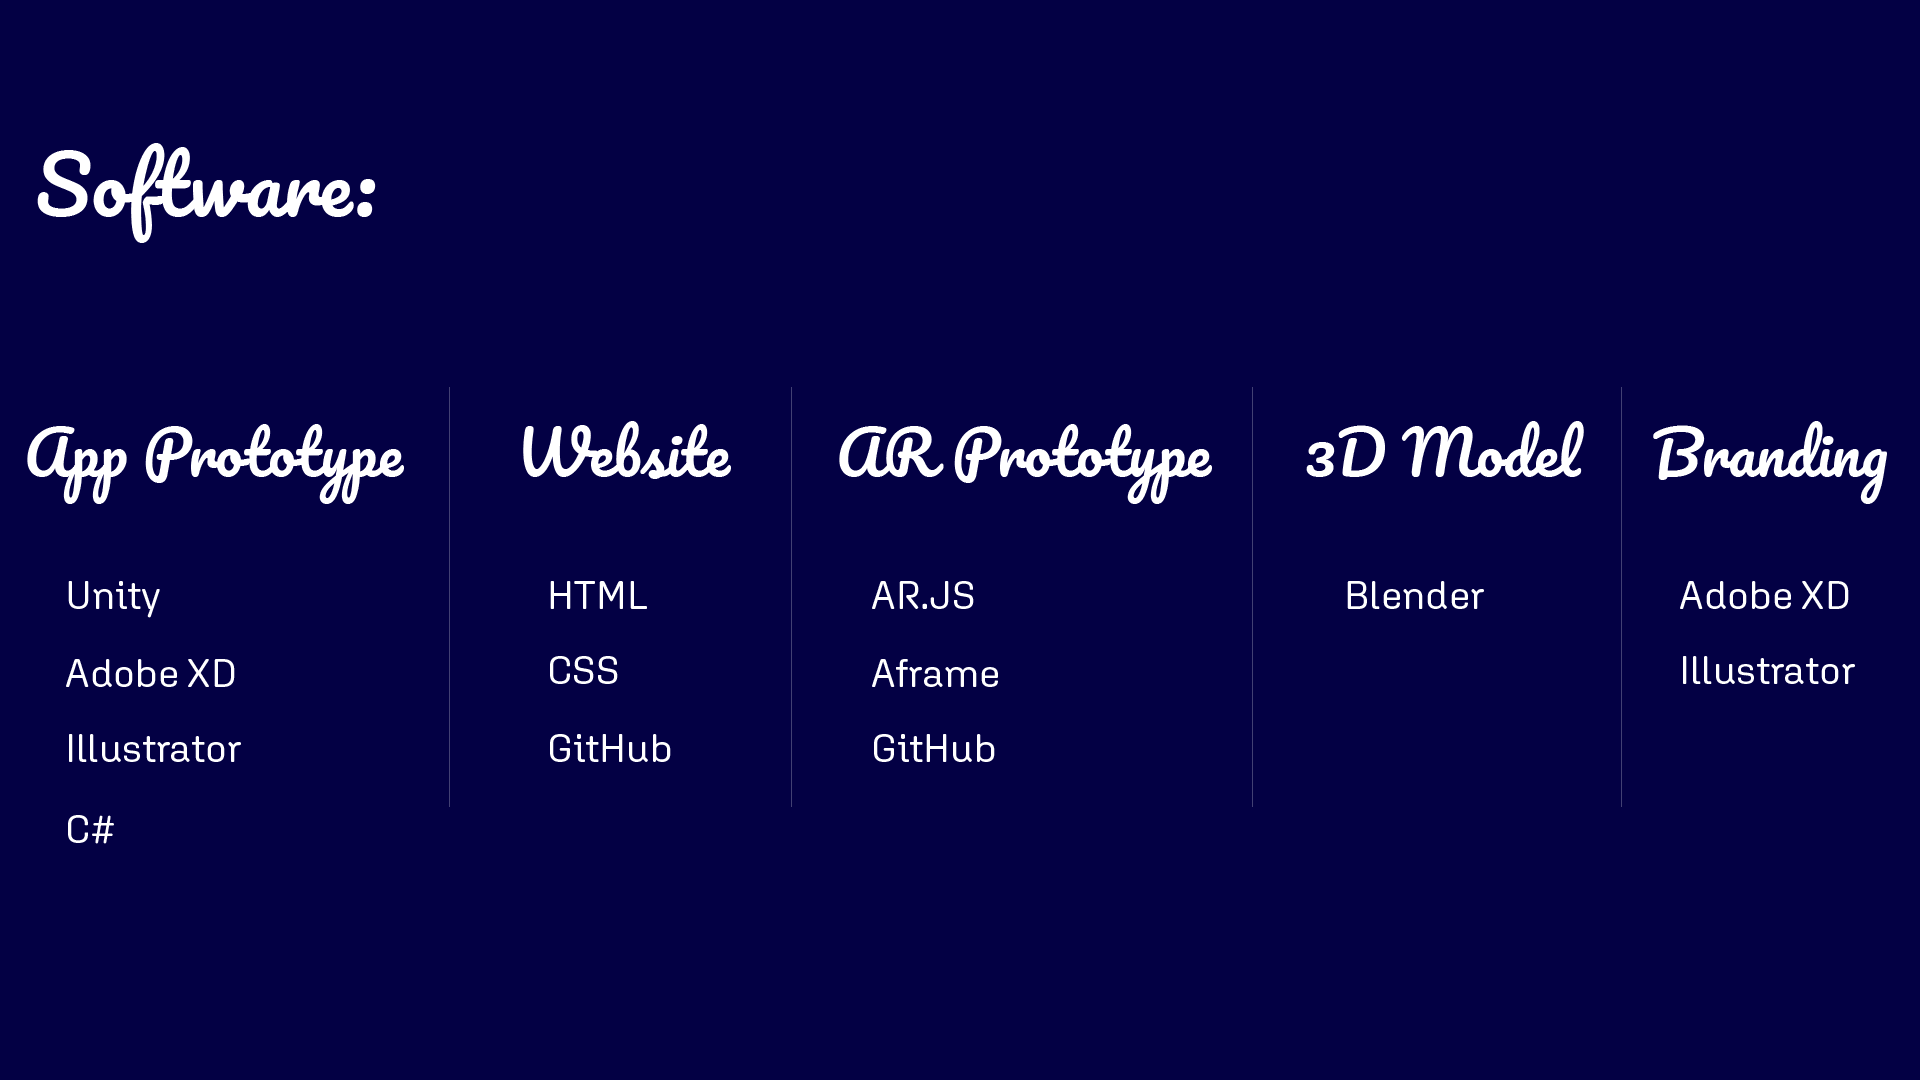 Software:
App Prototype
Unity
Adobe XD
Illustrator
C#
Website
HTML
CSS
GitHub
AR Prototype
AR.JS
Aframe
GitHub
3D Model
Blender
Branding
Adobe XD
Illustrator